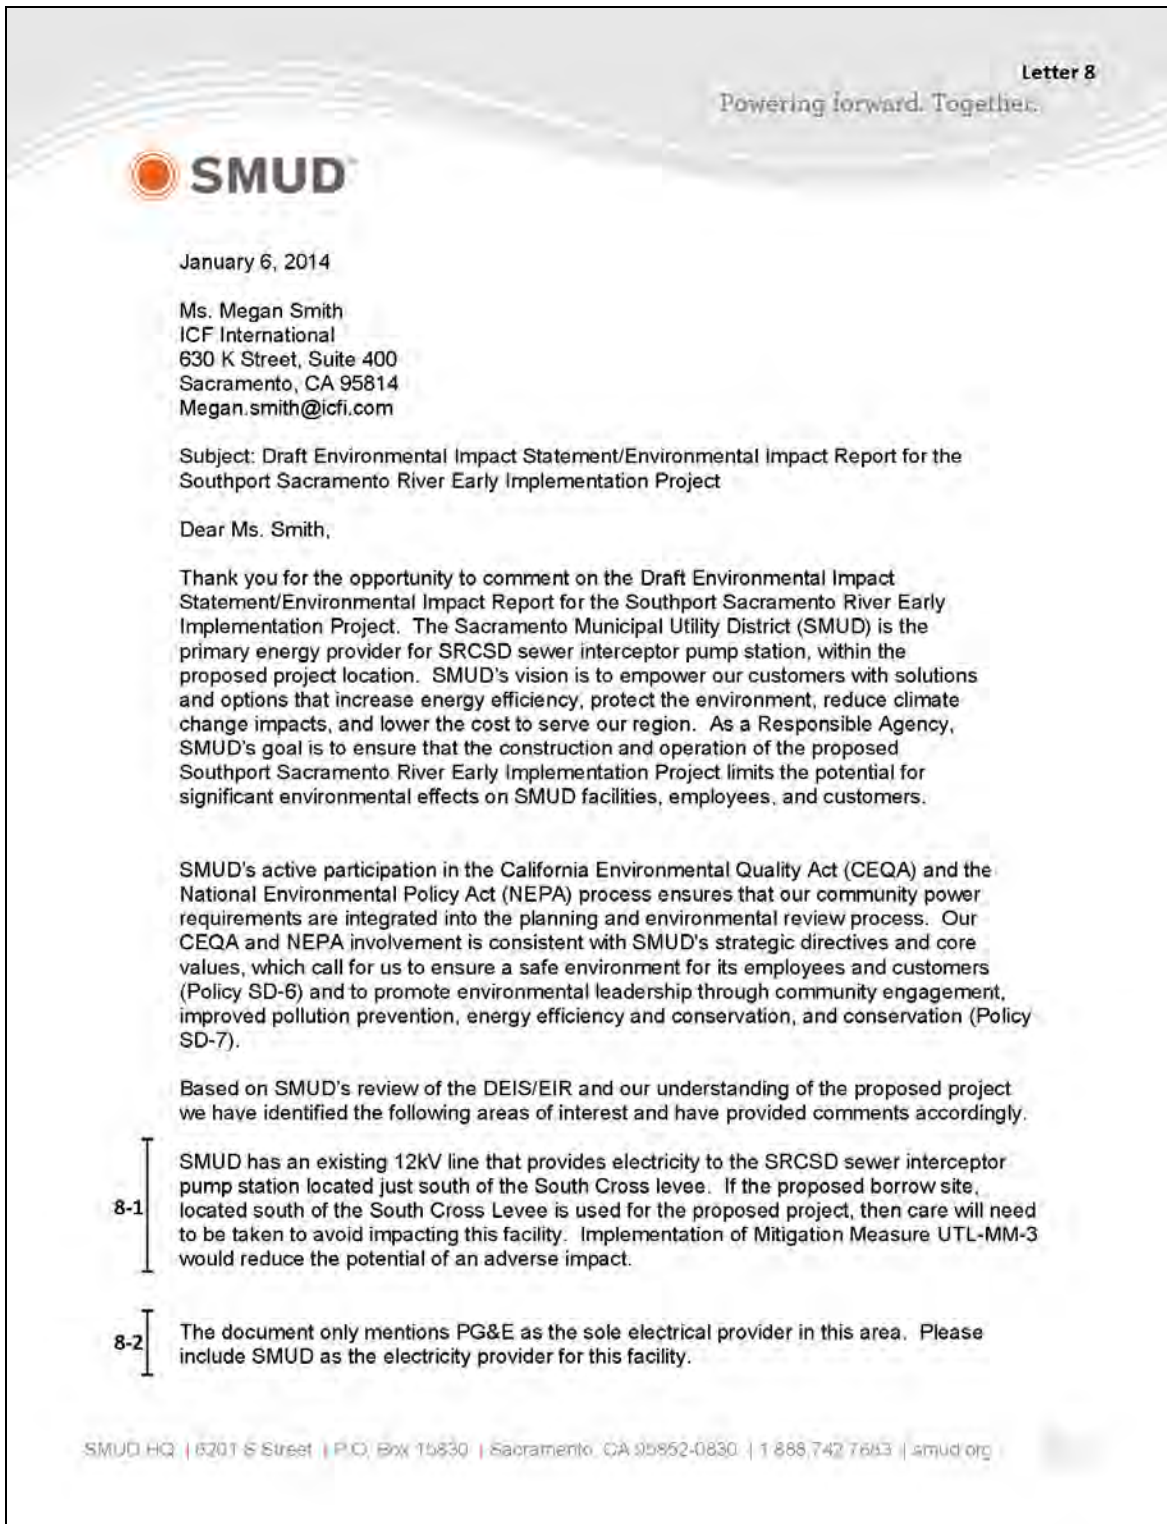 Letter 8
Powering forward. Together.
SMUD™
January 6, 2014
Ms. Megan Smith
ICF International
630 K Street, Suite 400
Sacramento, CA 95814
Megan.smith@icfi.com
Subject: Draft Environmental Impact Statement/Environmental Impact Report for the
Southport Sacramento River Early Implementation Project
Dear Ms. Smith,
Thank you for the opportunity to comment on the Draft Environmental Impact
Statement/Environmental Impact Report for the Southport Sacramento River Early
Implementation Project. The Sacramento Municipal Utility District (SMUD) is the
primary energy provider for SRCSD sewer interceptor pump station, within the
proposed project location. SMUD's vision is to empower our customers with solutions
and options that increase energy efficiency, protect the environment, reduce climate
change impacts, and lower the cost to serve our region. As a Responsible Agency,
SMUD's goal is to ensure that the construction and operation of the proposed
Southport Sacramento River Early Implementation Project limits the potential for
significant environmental effects on SMUD facilities, employees, and customers.
SMUD's active participation in the California Environmental Quality Act (CEQA) and the
National Environmental Policy Act (NEPA) process ensures that our community power
requirements are integrated into the planning and environmental review process. Our
CEQA and NEPA involvement is consistent with SMUD's strategic directives and core
values, which call for us to ensure a safe environment for its employees and customers
(Policy SD-6) and to promote environmental leadership through community engagement,
improved pollution prevention, energy efficiency and conservation, and conservation (Policy
SD-7).
Based on SMUD's review of the DEIS/EIR and our understanding of the proposed project
we have identified the following areas of interest and have provided comments accordingly.
8-1
SMUD has an existing 12kV line that provides electricity to the SRCSD sewer interceptor
pump station located just south of the South Cross levee. If the proposed borrow site,
located south of the South Cross Levee is used for the proposed project, then care will need
to be taken to avoid impacting this facility. Implementation of Mitigation Measure UTL-MM-3
would reduce the potential of an adverse impact.
8-2
The document only mentions PG&E as the sole electrical provider in this area. Please
include SMUD as the electricity provider for this facility.
SMUD HQ | 6201 S Street | P.O. Box 15830 | Sacramento, CA 95852-0830 | 1.888.742.7683 | smud.org